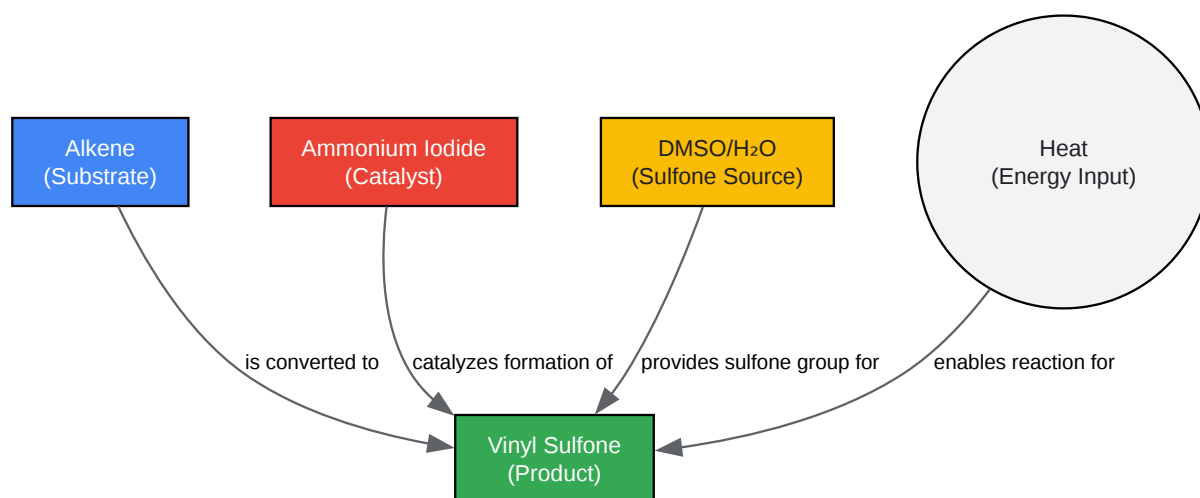 Alkene
(Substrate)
Ammonium Iodide
(Catalyst)
DMSO/H₂O
(Sulfone Source)
Heat
(Energy Input)
is converted to
catalyzes formation of
provides sulfone group for
enables reaction for
Vinyl Sulfone
(Product)